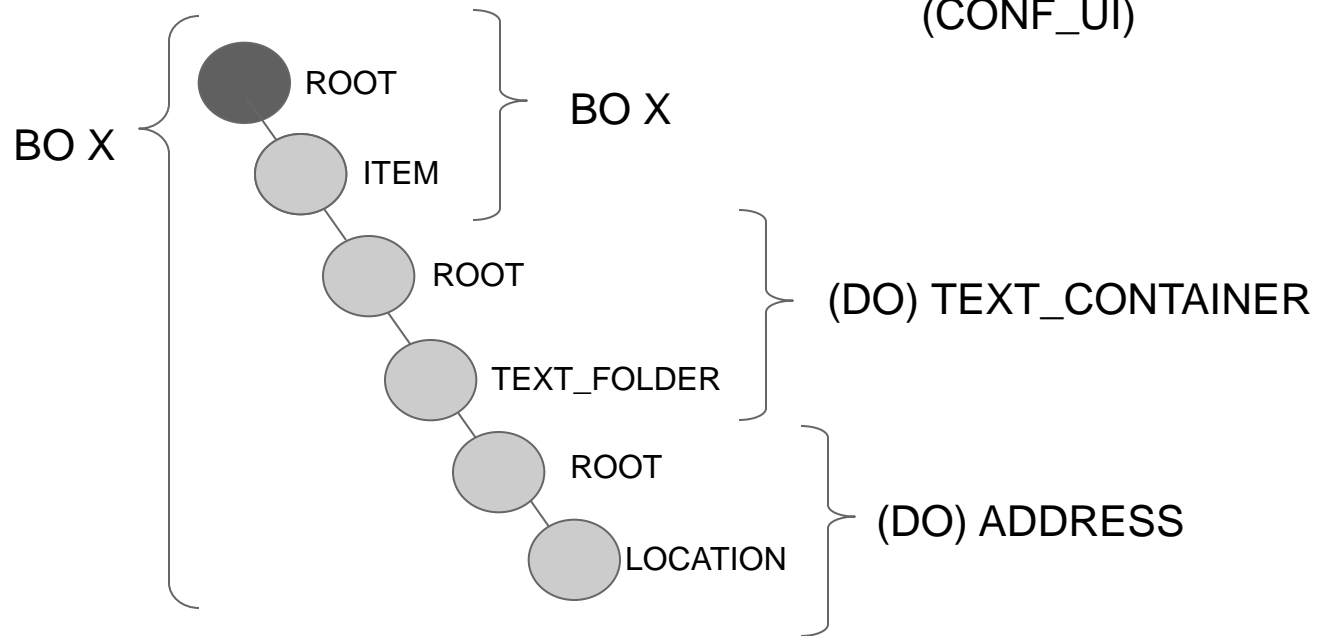 (CONF_UI)
ROOT
BO X
BO X
ITEM
ROOT
(DO) TEXT_CONTAINER
TEXT_FOLDER
ROOT
(DO) ADDRESS
LOCATION